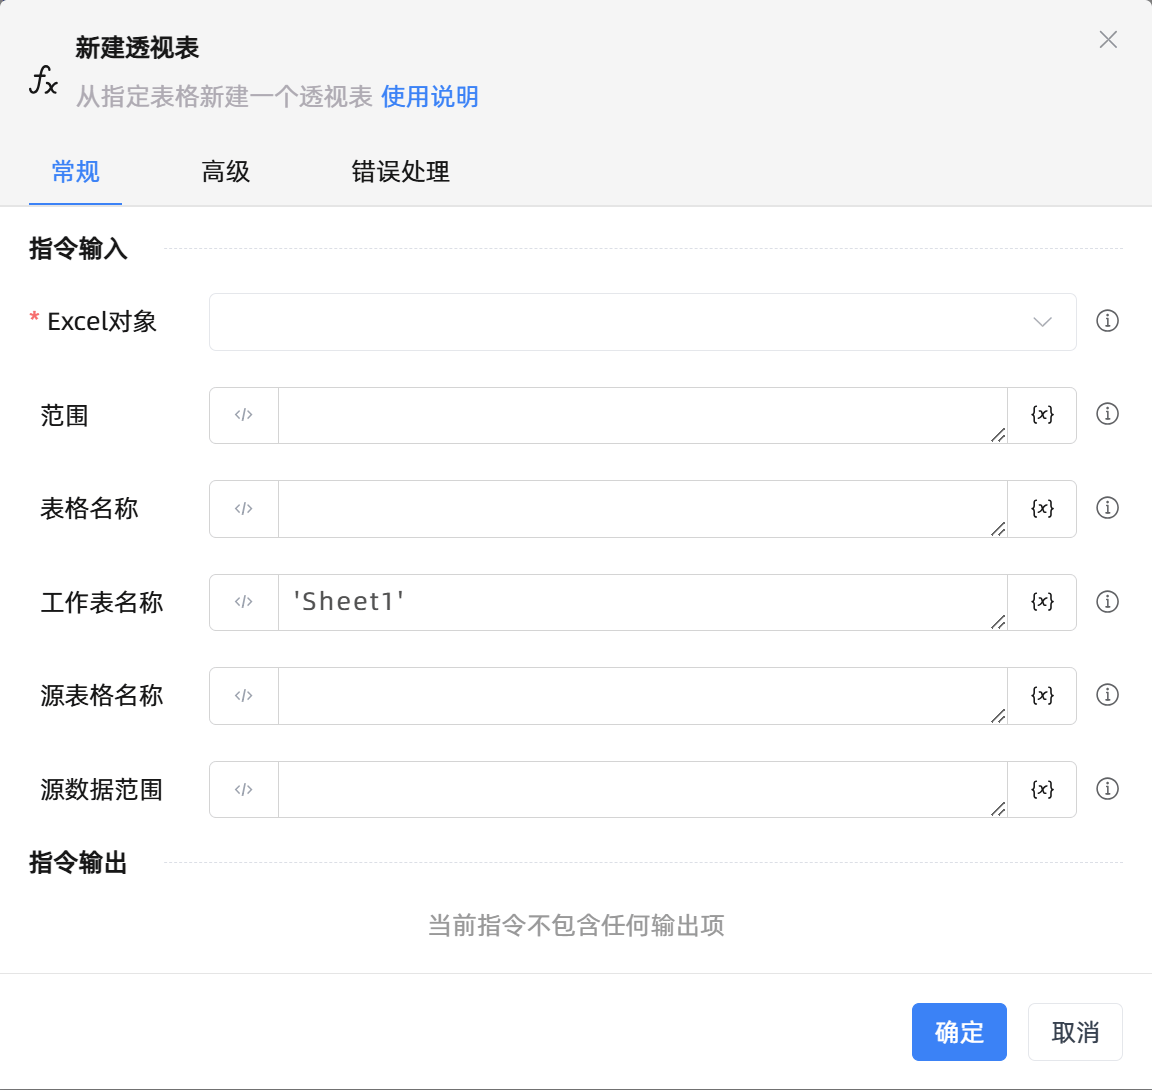 新建透视表
fx
从指定表格新建一个透视表 使用说明
常规 高级 错误处理
指令输入
* Excel对象
范围 </> {x}
表格名称 </> {x}
工作表名称 </> 'Sheet1' {x}
源表格名称 </> {x}
源数据范围 </> {x}
指令输出
当前指令不包含任何输出项
确定 取消